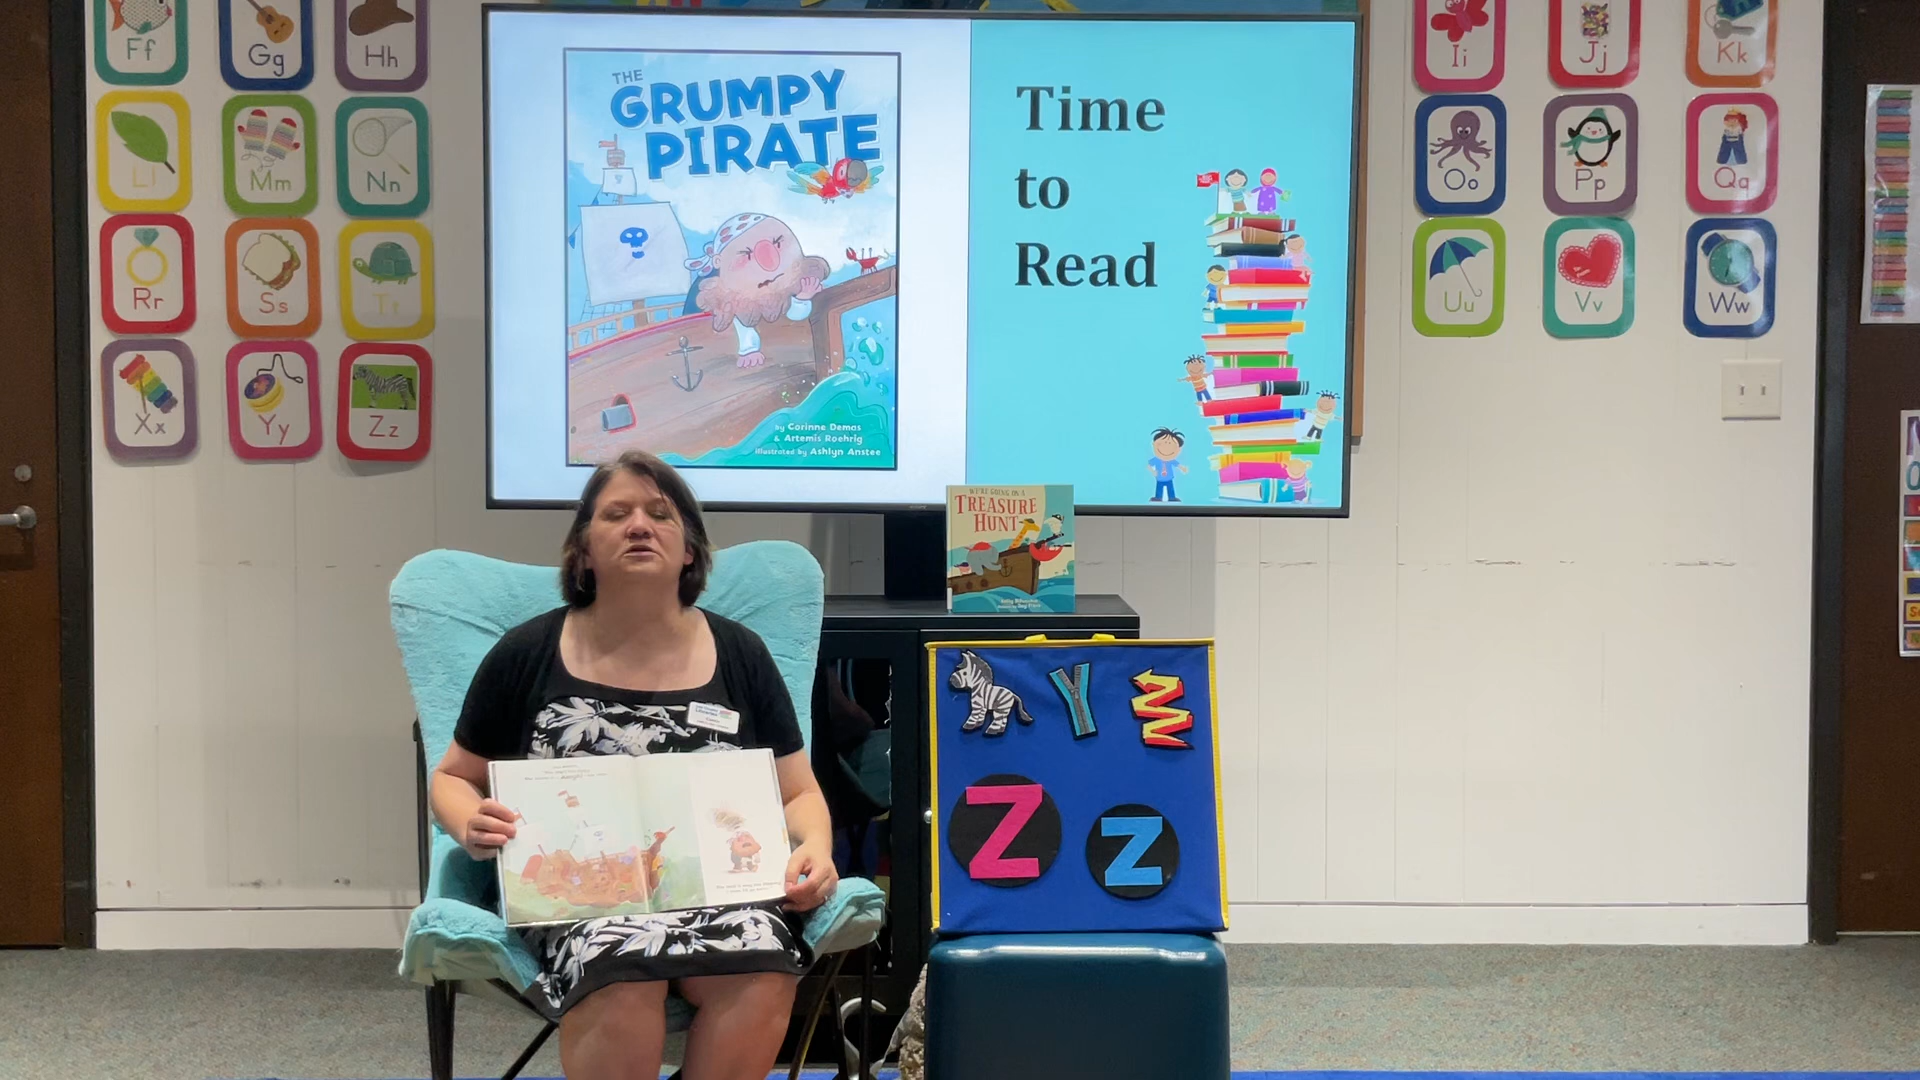 Ff
Gg
Hh
Ll
Mm
Nn
Rr
Ss
Tt
Xx
Yy
Zz
THE
GRUMPY
PIRATE
by Corinne Demas
& Artemis Roehrig
illustrated by Ashlyn Anstee
Time
to
Read
Ii
Jj
Kk
Oo
Pp
Qq
Uu
Vv
Ww
WE'RE GOING ON A
TREASURE
HUNT
Y
Z
Z